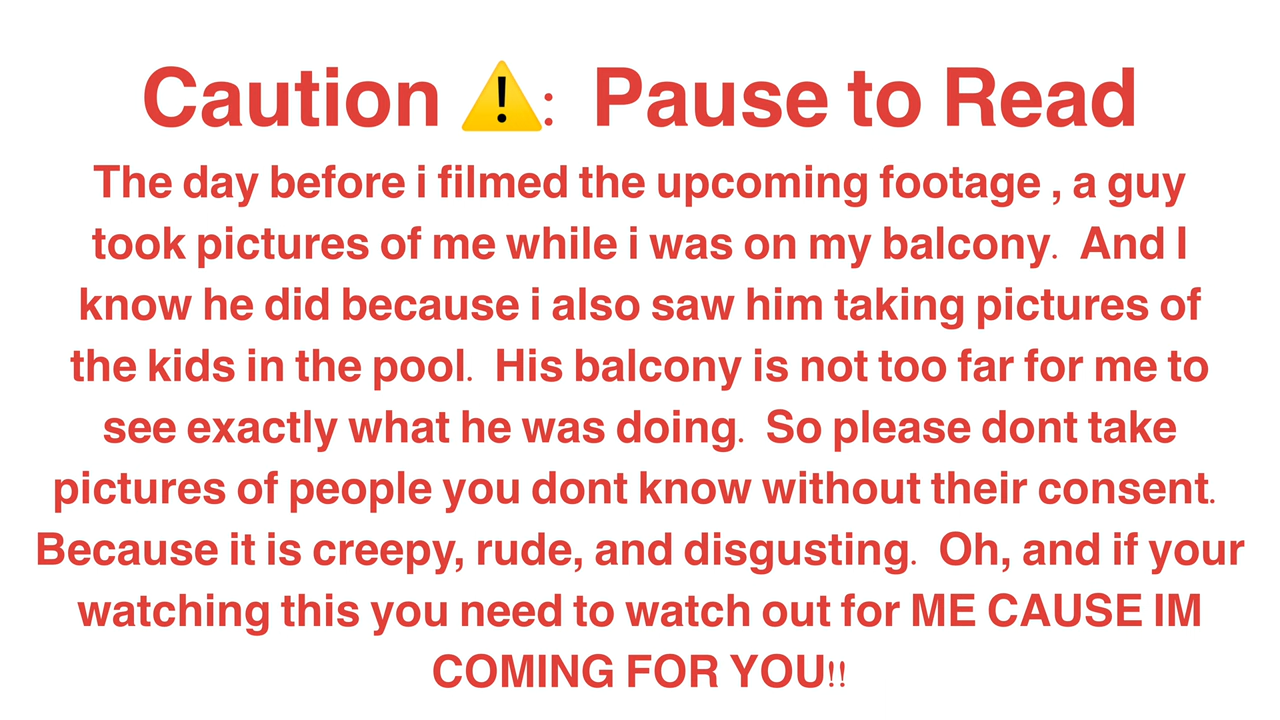 Caution ⚠️: Pause to Read
The day before i filmed the upcoming footage , a guy
took pictures of me while i was on my balcony. And I
know he did because i also saw him taking pictures of
the kids in the pool. His balcony is not too far for me to
see exactly what he was doing. So please dont take
pictures of people you dont know without their consent.
Because it is creepy, rude, and disgusting. Oh, and if your
watching this you need to watch out for ME CAUSE IM
COMING FOR YOU!!